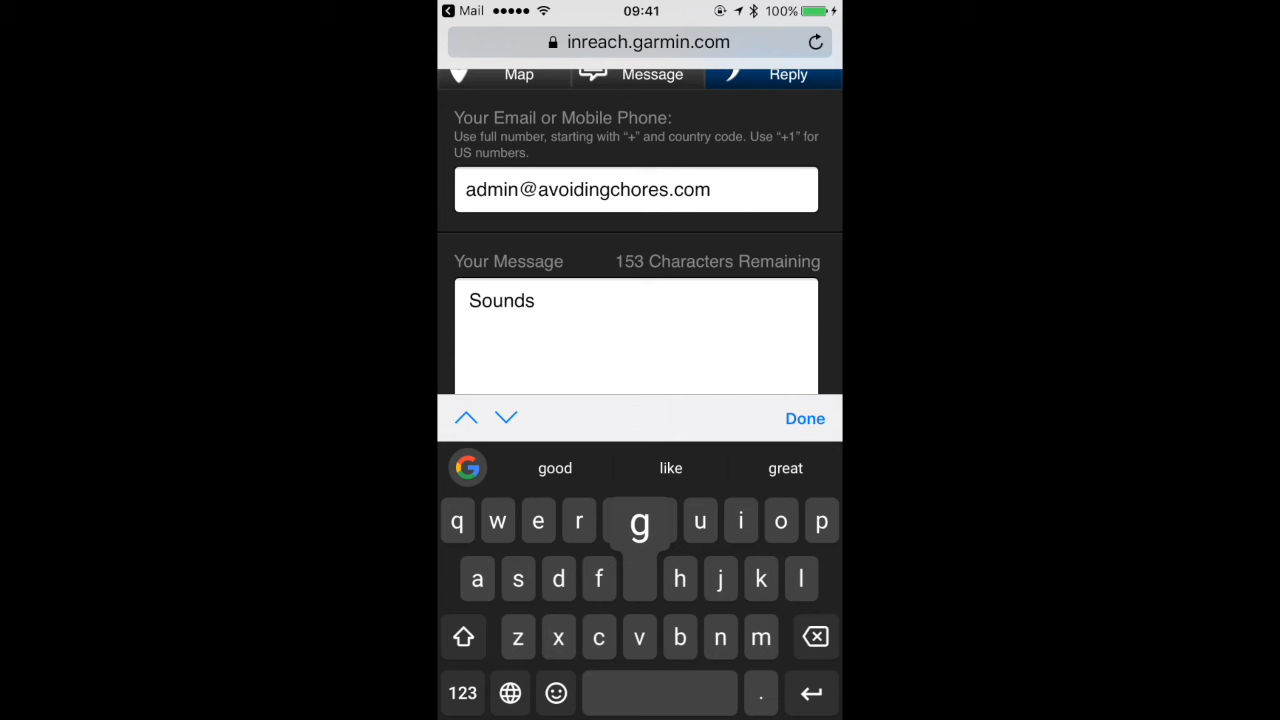 Mail 09:41 100%
inreach.garmin.com
Map Message Reply
Your Email or Mobile Phone:
Use full number, starting with “+” and country code. Use “+1” for
US numbers.
admin@avoidingchores.com
Your Message 153 Characters Remaining
Sounds
Done
G good like great
q w e r g u i o p
a s d f h j k l
z x c v b n m
123 .